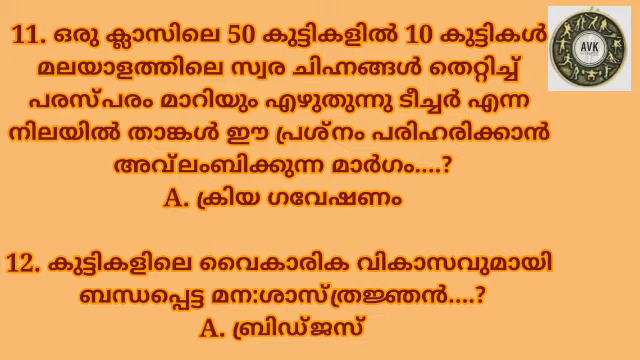 11. ഒരു ക്ലാസിലെ 50 കുട്ടികളിൽ 10 കുട്ടികൾ
മലയാളത്തിലെ സ്വര ചിഹ്നങ്ങൾ തെറ്റിച്ച്
പരസ്പരം മാറിയും എഴുതുന്നു ടീച്ചർ എന്ന
നിലയിൽ താങ്കൾ ഈ പ്രശ്നം പരിഹരിക്കാൻ
അവ്ലംബിക്കുന്ന മാർഗം....?
A. ക്രിയ ഗവേഷണം
12. കുട്ടികളിലെ വൈകാരിക വികാസവുമായി
ബന്ധപ്പെട്ട മന:ശാസ്ത്രജ്ഞൻ....?
A. ബ്രിഡ്ജസ്
AVK